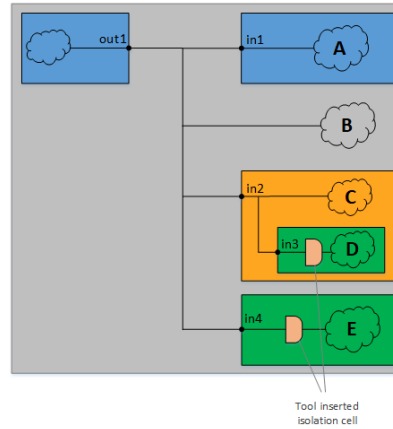 out1
in1
A
B
in2
C
in3
D
in4
E
Tool inserted
isolation cell